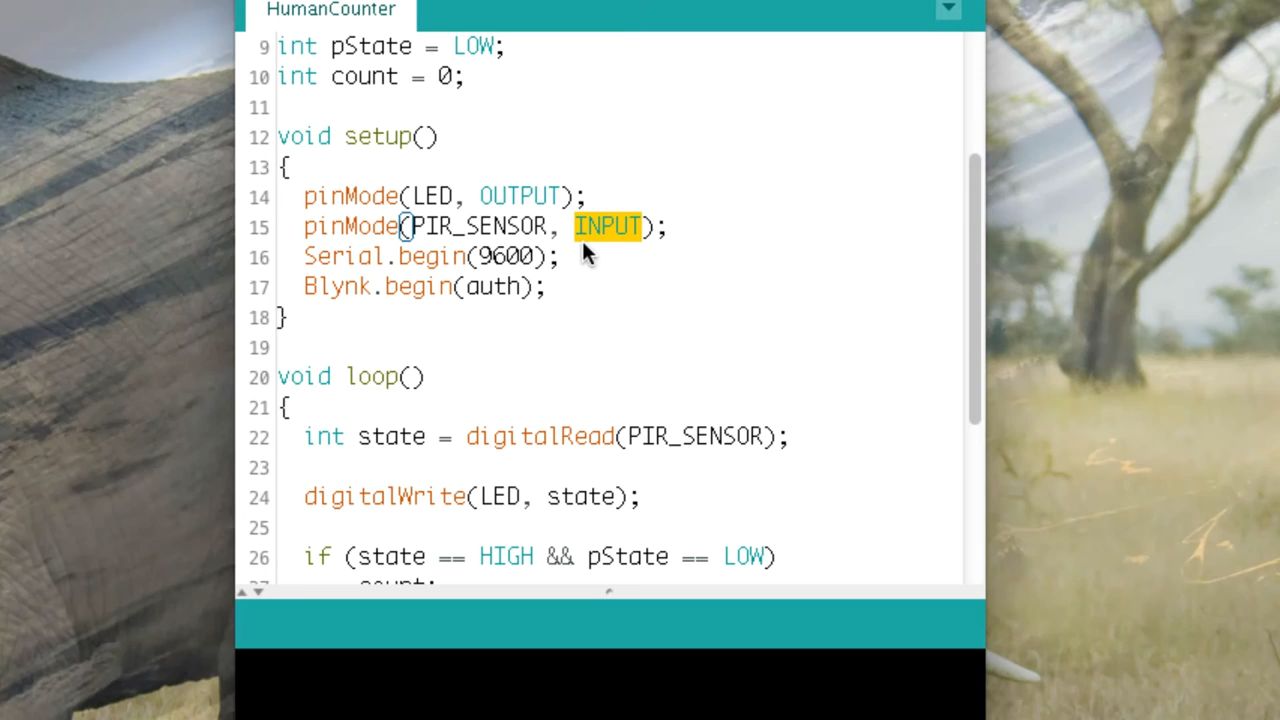 HumanCounter
9 int pState = LOW;
10 int count = 0;
11
12 void setup()
13 {
14 pinMode(LED, OUTPUT);
15 pinMode(PIR_SENSOR, INPUT);
16 Serial.begin(9600);
17 Blynk.begin(auth);
18 }
19
20 void loop()
21 {
22 int state = digitalRead(PIR_SENSOR);
23
24 digitalWrite(LED, state);
25
26 if (state == HIGH && pState == LOW)